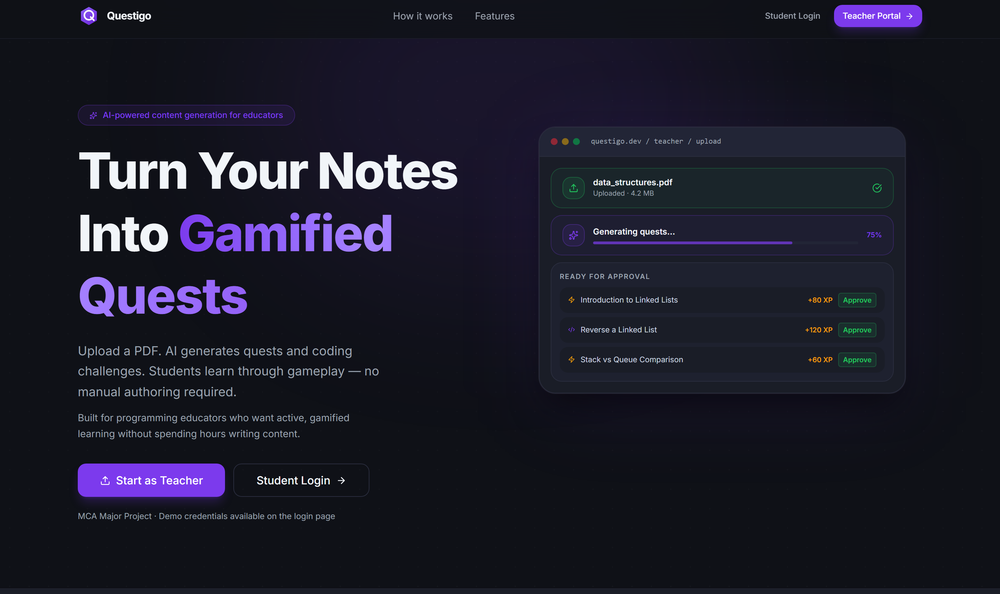 Questigo
How it works
Features
Student Login
Teacher Portal →
AI-powered content generation for educators
Turn Your Notes
Into Gamified
Quests
Upload a PDF. AI generates quests and coding
challenges. Students learn through gameplay — no
manual authoring required.
Built for programming educators who want active, gamified
learning without spending hours writing content.
Start as Teacher
Student Login →
MCA Major Project · Demo credentials available on the login page
questigo.dev / teacher / upload
data_structures.pdf
Uploaded · 4.2 MB
Generating quests...
75%
READY FOR APPROVAL
Introduction to Linked Lists +80 XP Approve
Reverse a Linked List +120 XP Approve
Stack vs Queue Comparison +60 XP Approve